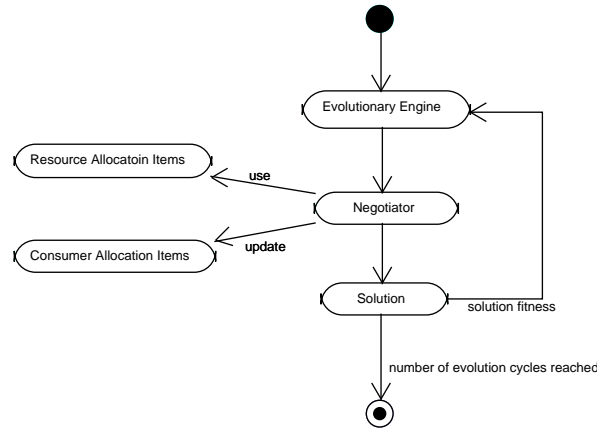 Evolutionary Engine
Resource Allocatoin Items
use
Negotiator
update
Consumer Allocation Items
Solution
solution fitness
number of evolution cycles reached